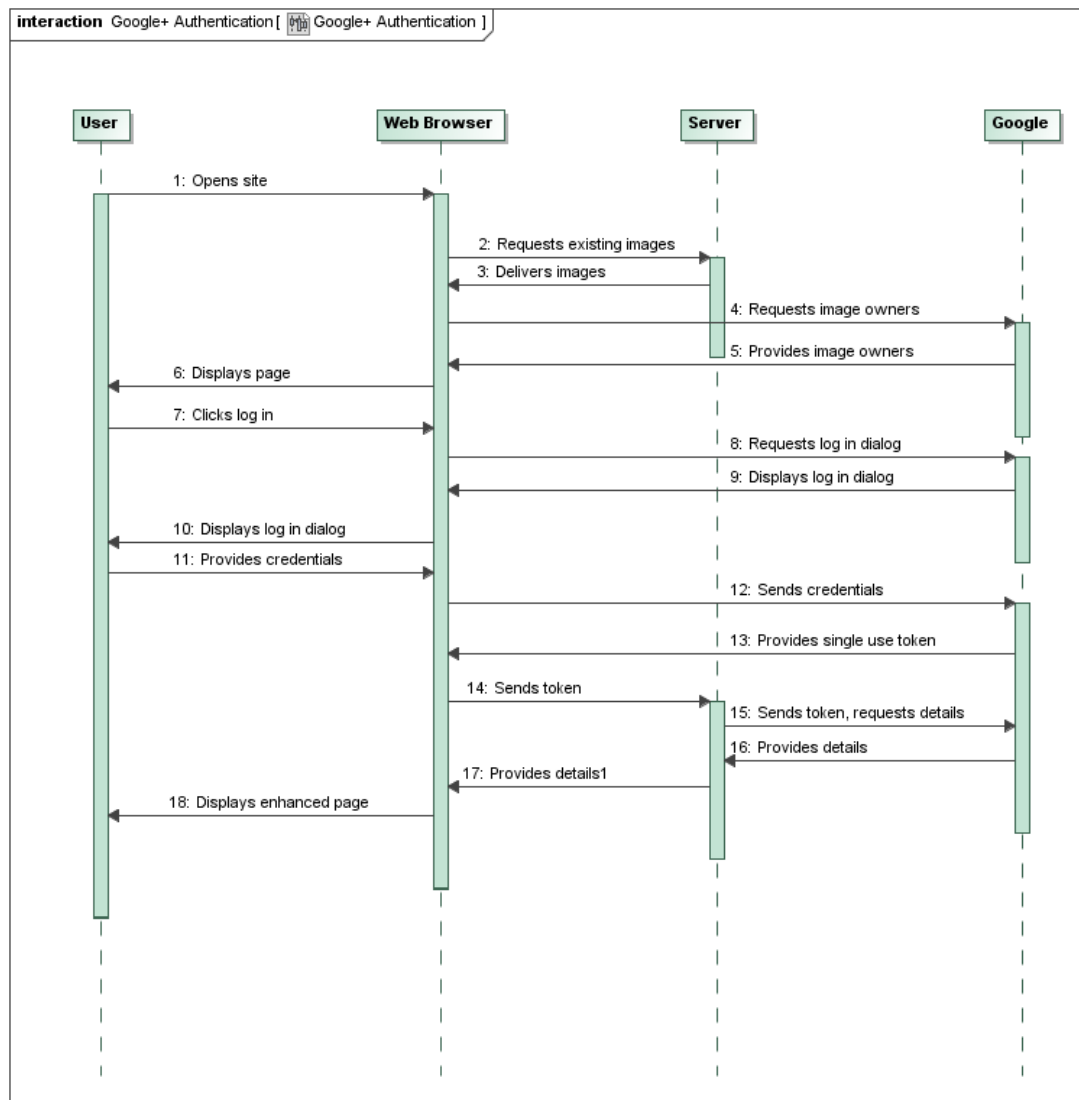 interaction Google+ Authentication[ Google+ Authentication ]
User
Web Browser
Server
Google
1: Opens site
2: Requests existing images
3: Delivers images
4: Requests image owners
5: Provides image owners
6: Displays page
7: Clicks log in
8: Requests log in dialog
9: Displays log in dialog
10: Displays log in dialog
11: Provides credentials
12: Sends credentials
13: Provides single use token
14: Sends token
15: Sends token, requests details
16: Provides details
17: Provides details1
18: Displays enhanced page